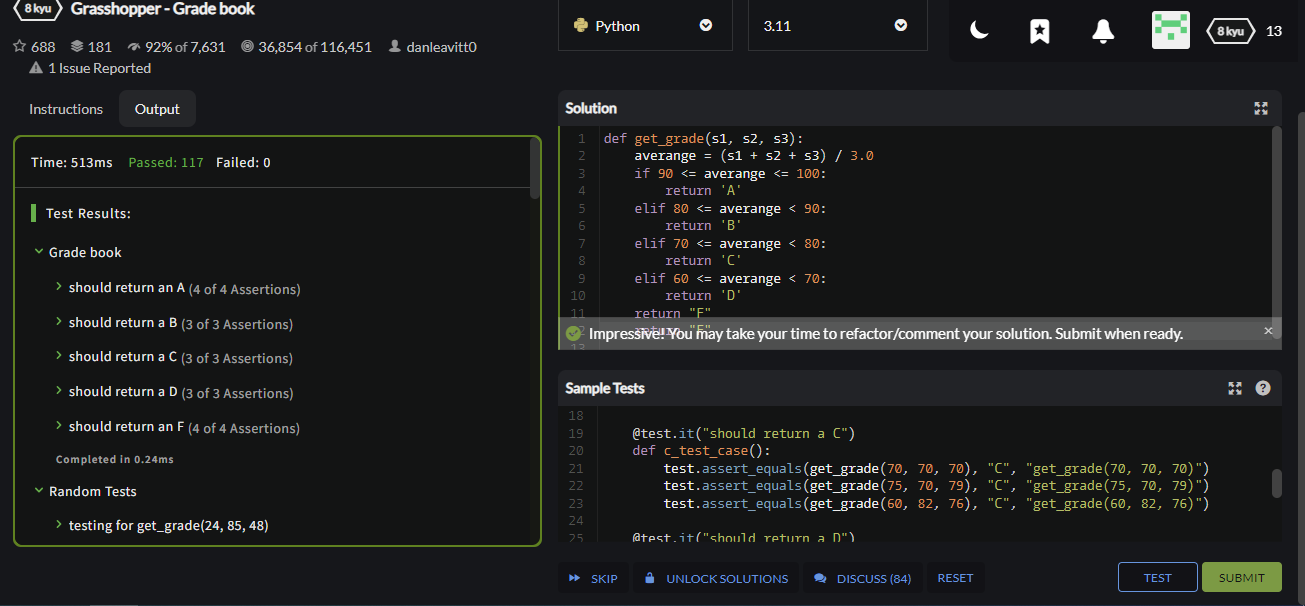 8 kyu Grasshopper - Grade book
688 181 92% of 7,631 36,854 of 116,451 danleavitt0
1 Issue Reported
Python
3.11
8 kyu 13
Instructions Output
Time: 513ms Passed: 117 Failed: 0
Test Results:
Grade book
should return an A (4 of 4 Assertions)
should return a B (3 of 3 Assertions)
should return a C (3 of 3 Assertions)
should return a D (3 of 3 Assertions)
should return an F (4 of 4 Assertions)
Completed in 0.24ms
Random Tests
testing for get_grade(24, 85, 48)
Solution
1 def get_grade(s1, s2, s3):
2 averange = (s1 + s2 + s3) / 3.0
3 if 90 <= averange <= 100:
4 return 'A'
5 elif 80 <= averange < 90:
6 return 'B'
7 elif 70 <= averange < 80:
8 return 'C'
9 elif 60 <= averange < 70:
10 return 'D'
11 return "F"
Impressive! You may take your time to refactor/comment your solution. Submit when ready.
13
Sample Tests
18
19 @test.it("should return a C")
20 def c_test_case():
21 test.assert_equals(get_grade(70, 70, 70), "C", "get_grade(70, 70, 70)")
22 test.assert_equals(get_grade(75, 70, 79), "C", "get_grade(75, 70, 79)")
23 test.assert_equals(get_grade(60, 82, 76), "C", "get_grade(60, 82, 76)")
24
25 @test.it("should return a D")
SKIP UNLOCK SOLUTIONS DISCUSS (84) RESET TEST SUBMIT